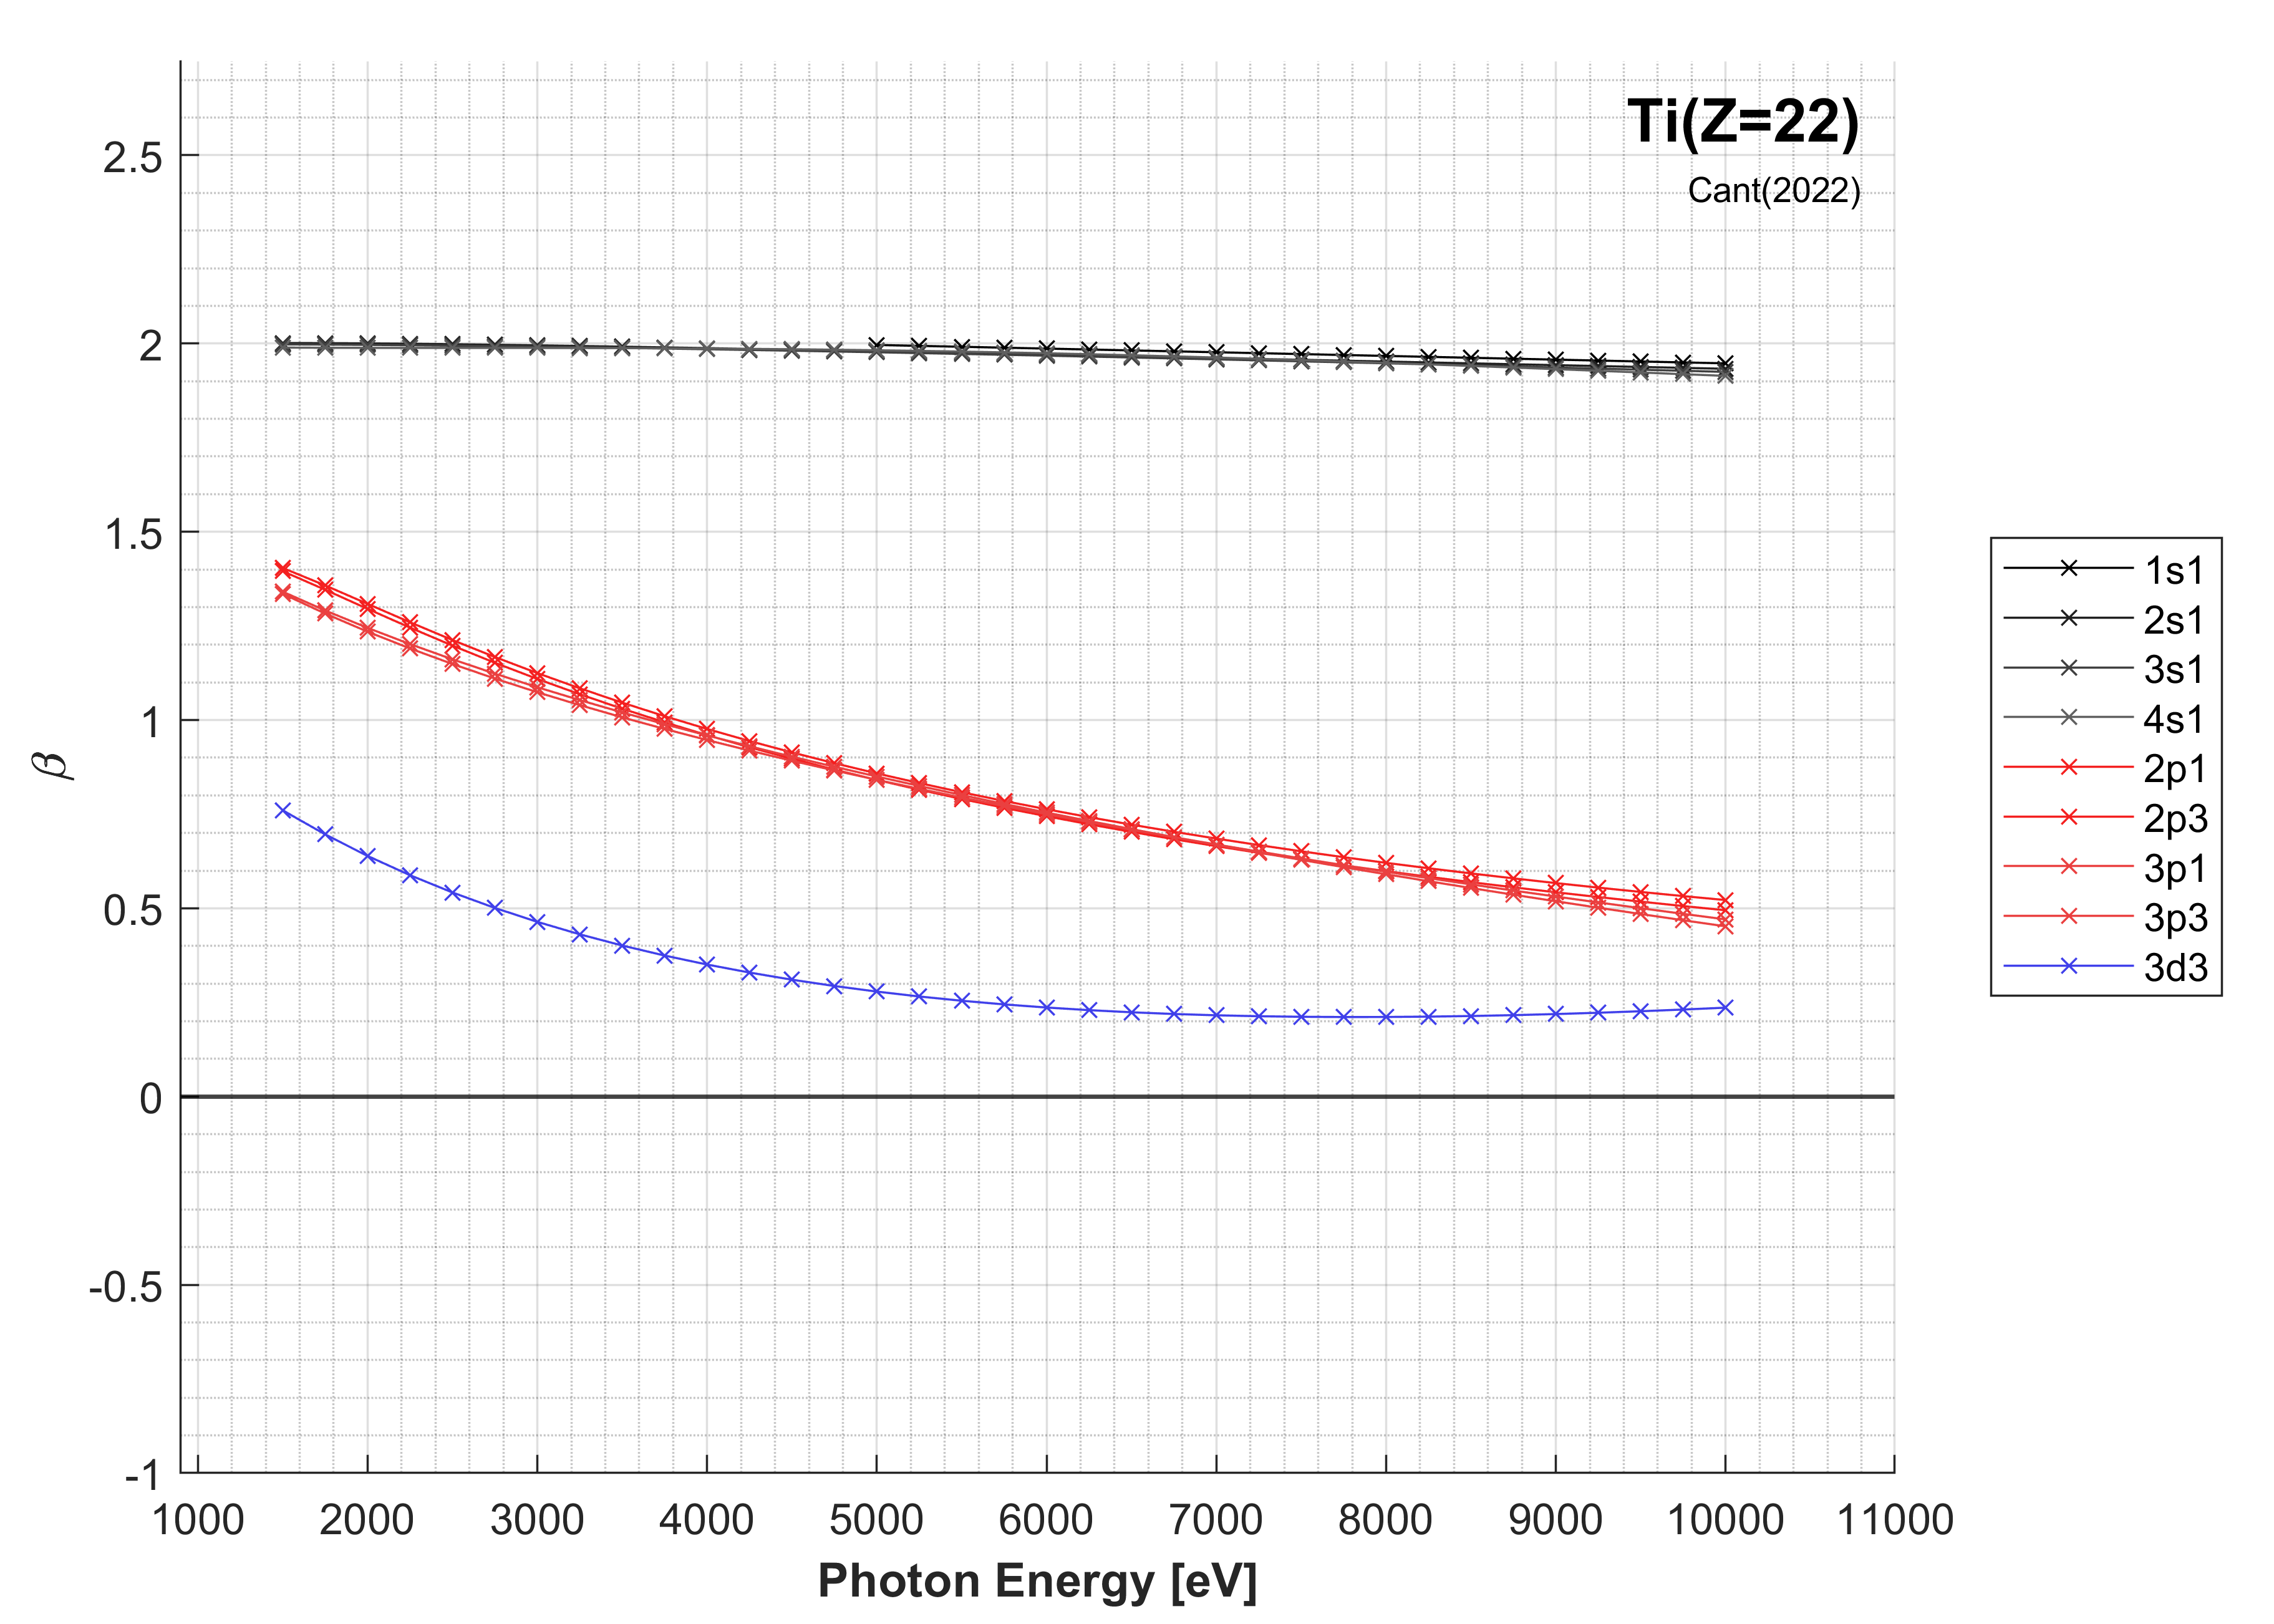 Ti(Z=22)
Cant(2022)
2.5
2
1.5
1
0.5
0
-0.5
-1
β
1000 2000 3000 4000 5000 6000 7000 8000 9000 10000 11000
Photon Energy [eV]
1s1
2s1
3s1
4s1
2p1
2p3
3p1
3p3
3d3